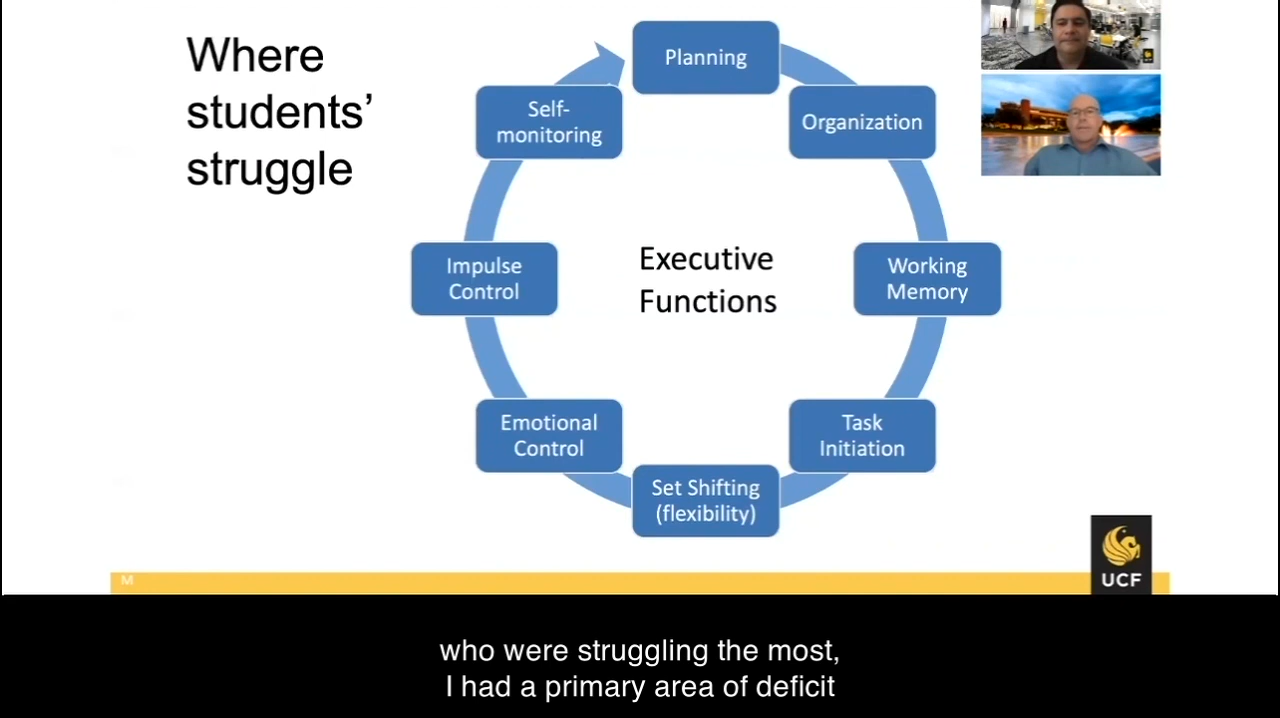 Where
students’
struggle
Planning
Organization
Working
Memory
Task
Initiation
Set Shifting
(flexibility)
Emotional
Control
Impulse
Control
Self-
monitoring
Executive
Functions
M
UCF
who were struggling the most,
I had a primary area of deficit